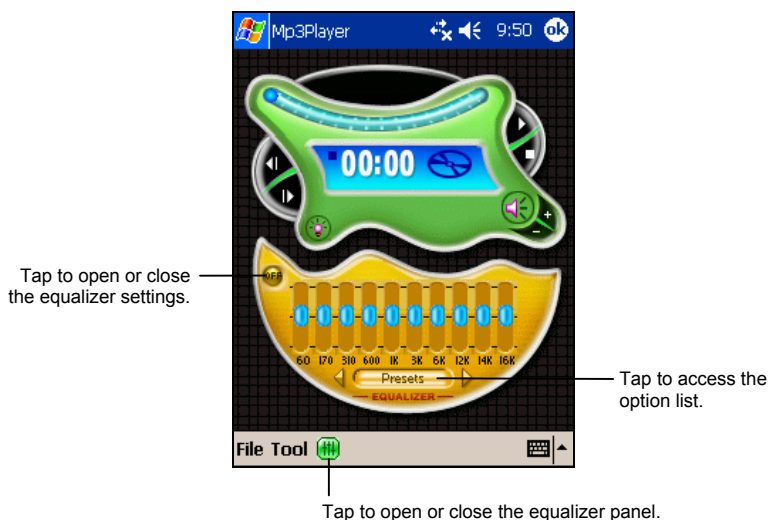 Mp3Player 9:50 ok
00:00
+
-
OFF
Tap to open or close
the equalizer settings.
60 170 310 600 1K 3K 6K 12K 14K 16K
Presets
EQUALIZER
Tap to access the
option list.
File Tool
Tap to open or close the equalizer panel.